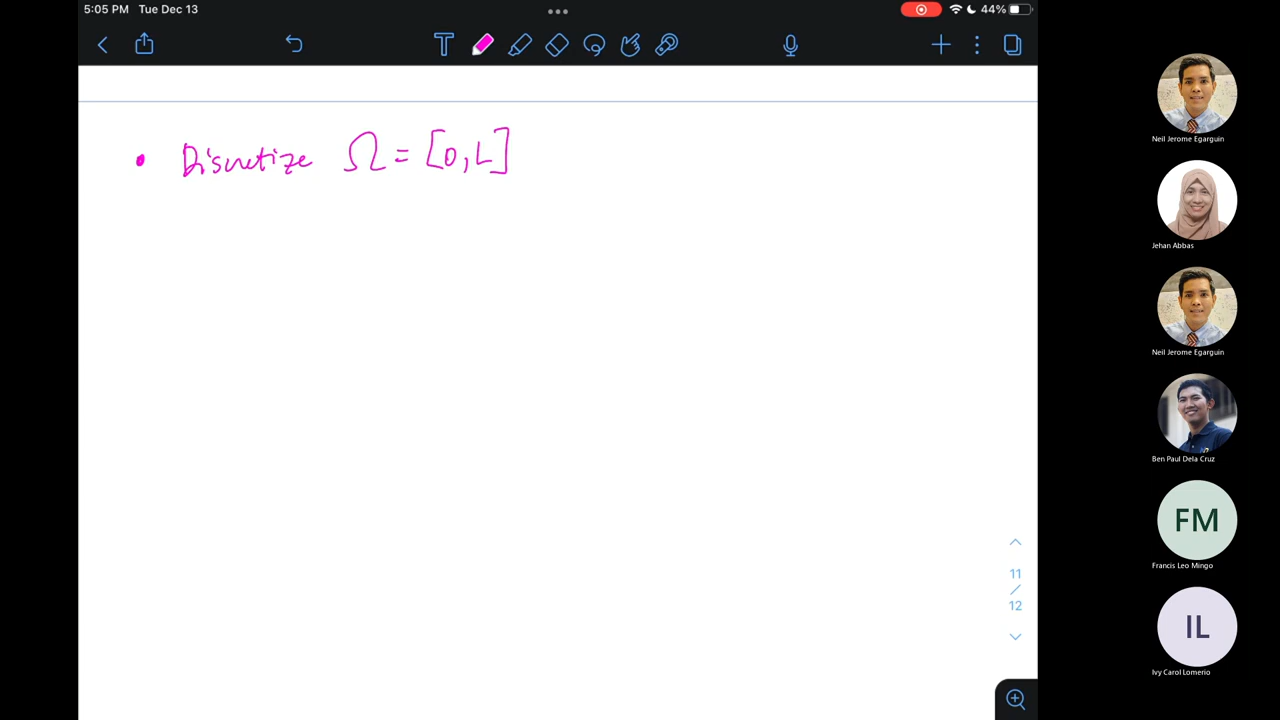 5:05 PM Tue Dec 13
44%
• Discretize Ω = [0, L]
11
/
12
Neil Jerome Egarguin
Jehan Abbas
Neil Jerome Egarguin
Ben Paul Dela Cruz
FM
Francis Leo Mingo
IL
Ivy Carol Lomerio